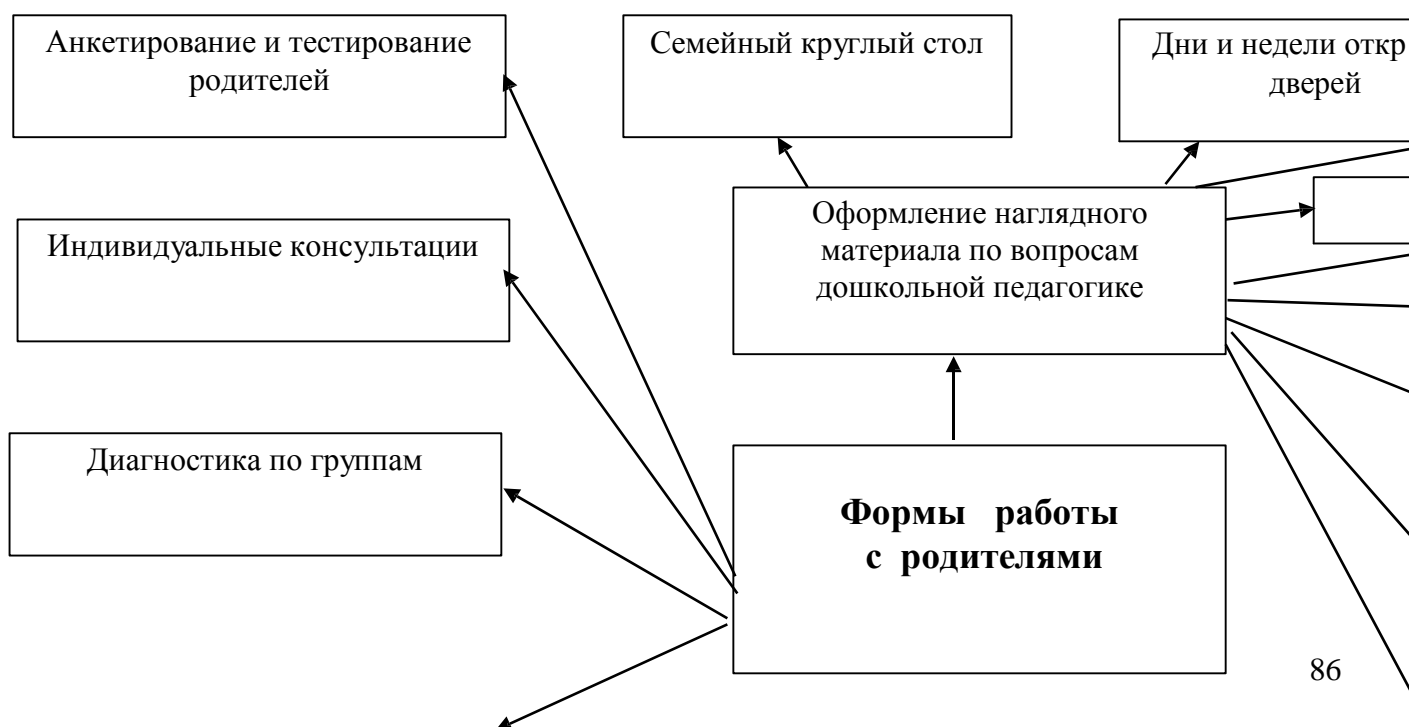 Анкетирование и тестирование
родителей
Семейный круглый стол
Дни и недели откр
дверей
Индивидуальные консультации
Оформление наглядного
материала по вопросам
дошкольной педагогике
Диагностика по группам
Формы работы
с родителями
86